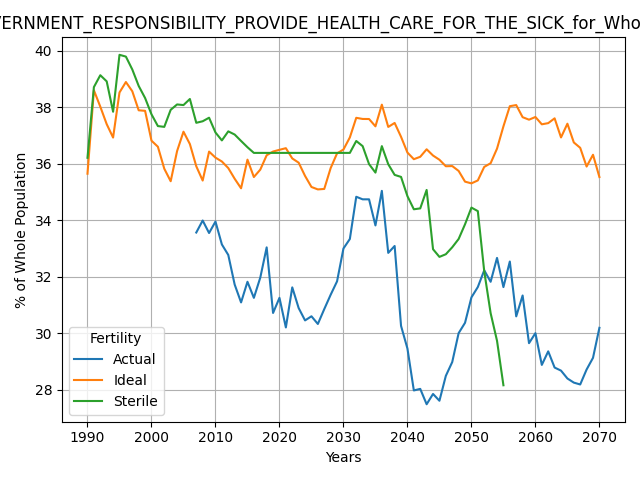 VERNMENT_RESPONSIBILITY_PROVIDE_HEALTH_CARE_FOR_THE_SICK_for_Who
% of Whole Population
40
38
36
34
32
30
28
Fertility
Actual
Ideal
Sterile
1990 2000 2010 2020 2030 2040 2050 2060 2070
Years